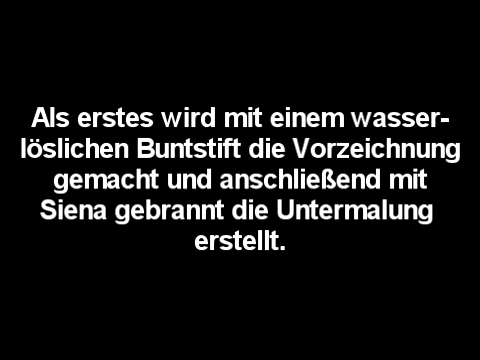 Als erstes wird mit einem wasser-
löslichen Buntstift die Vorzeichnung
gemacht und anschließend mit
Siena gebrannt die Untermalung
erstellt.